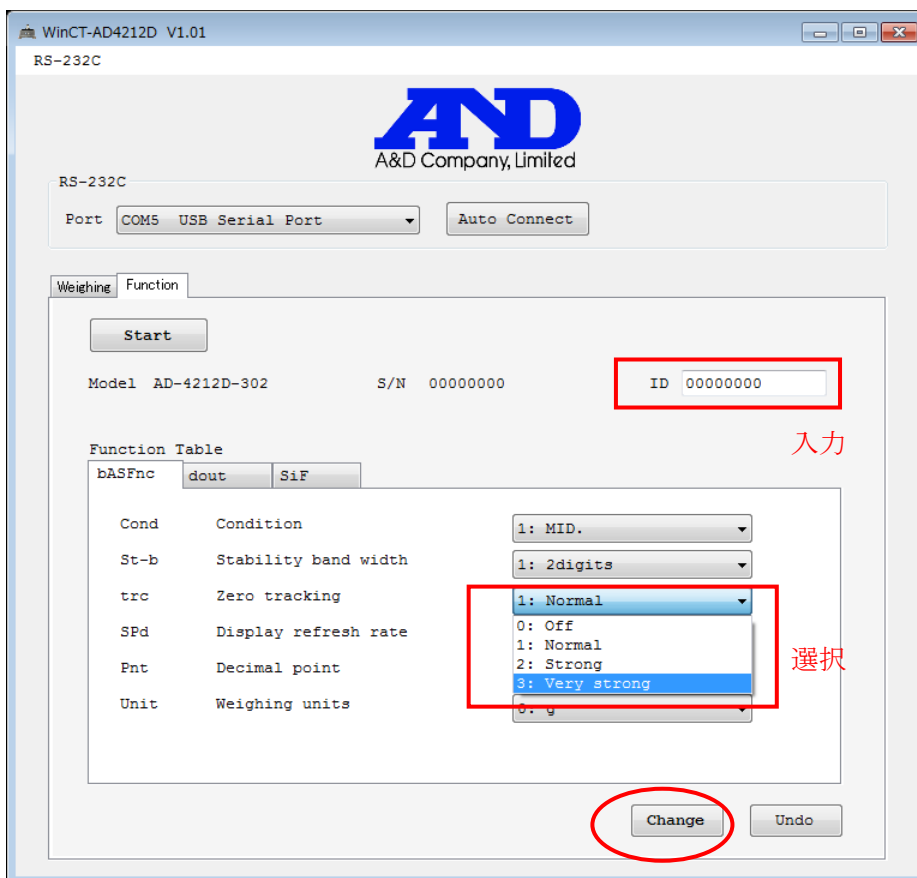 WinCT-AD4212D V1.01
RS-232C
AND
A&D Company, Limited
RS-232C
Port COM5 USB Serial Port Auto Connect
Weighing Function
Start
Model AD-4212D-302 S/N 00000000 ID 00000000
入力
Function Table
bASFnc dout SiF
Cond Condition 1: MID.
St-b Stability band width 1: 2digits
trc Zero tracking 1: Normal
0: Off
SPd Display refresh rate
1: Normal
2: Strong
選択
Pnt Decimal point
3: Very strong
Unit Weighing units 0: g
Change Undo